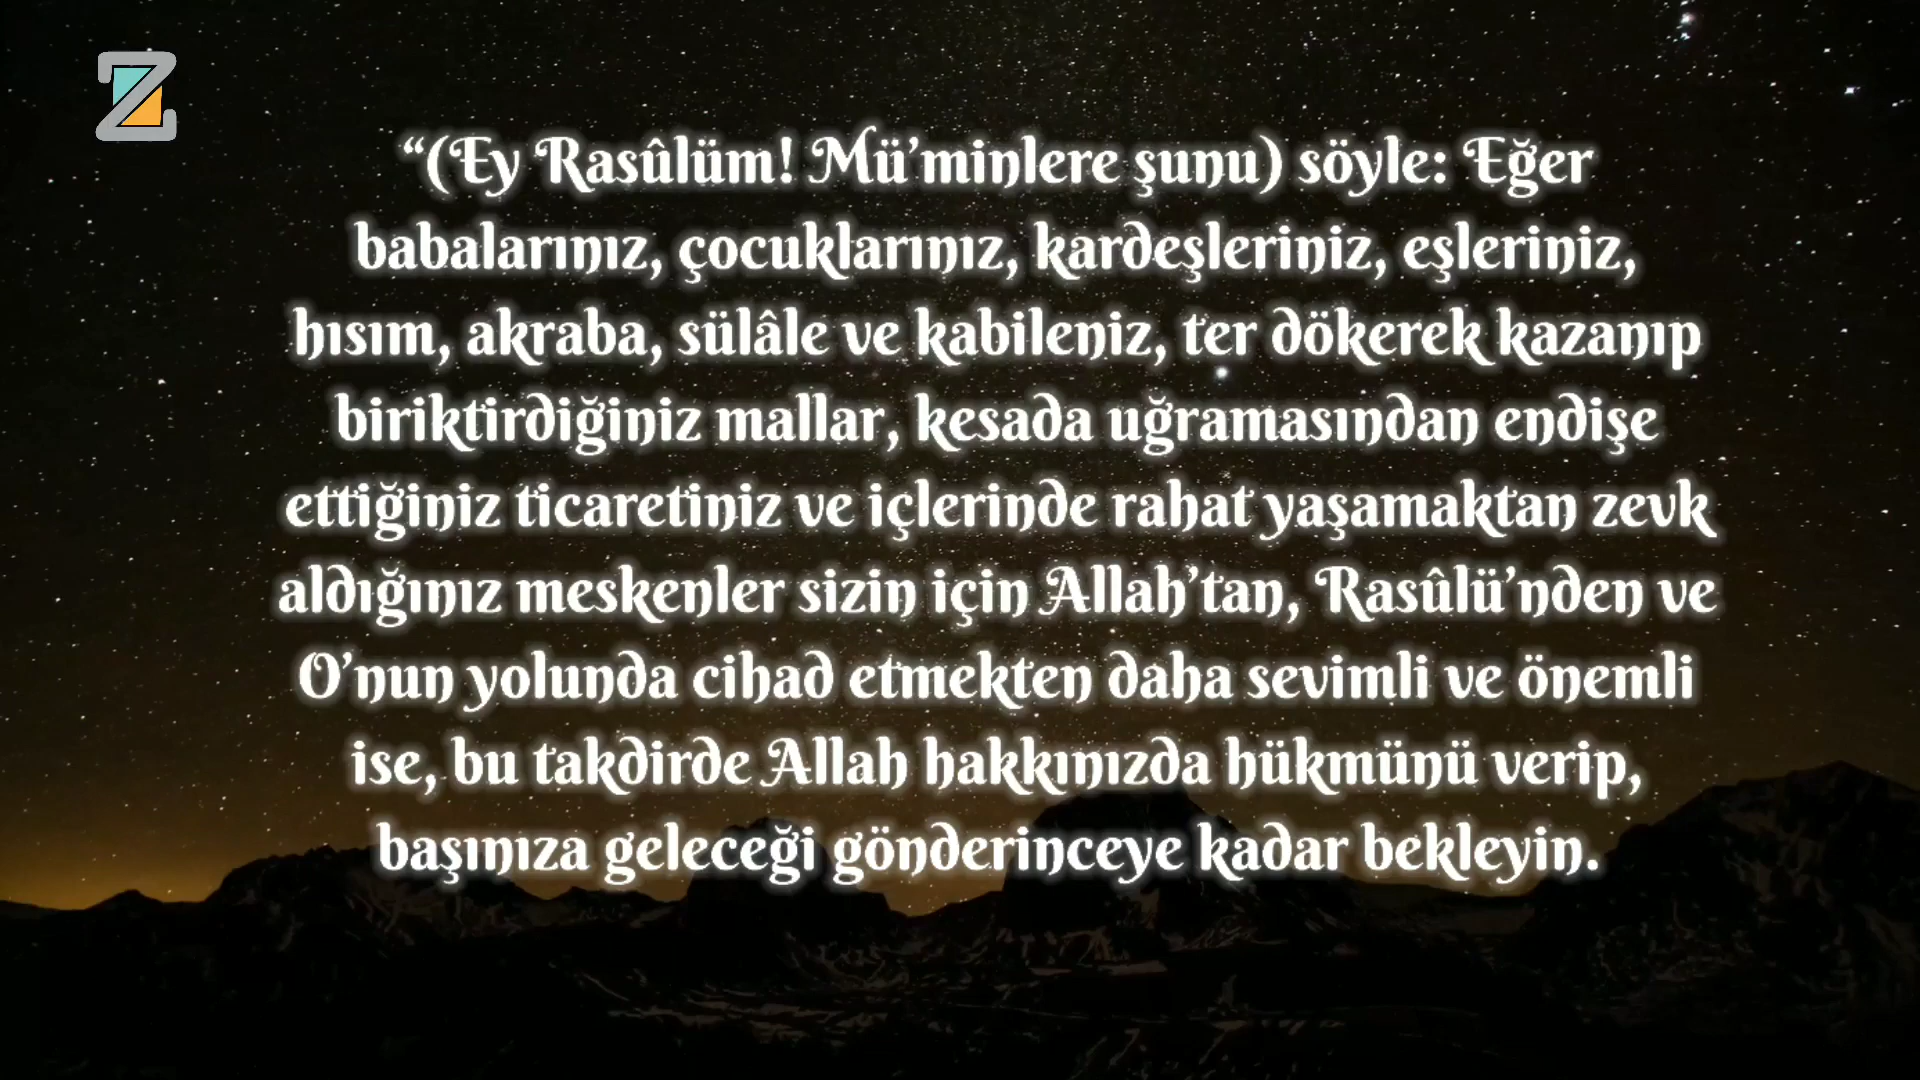 Z
“(Ey Rasûlüm! Mü’minlere şunu) söyle: Eğer
babalarınız, çocuklarınız, kardeşleriniz, eşleriniz,
hısım, akraba, sülâle ve kabileniz, ter dökerek kazanıp
biriktirdiğiniz mallar, kesada uğramasından endişe
ettiğiniz ticaretiniz ve içlerinde rahat yaşamaktan zevk
aldığınız meskenler sizin için Allah’tan, Rasûlü’nden ve
O’nun yolunda cihad etmekten daha sevimli ve önemli
ise, bu takdirde Allah hakkınızda hükmünü verip,
başınıza geleceği gönderinceye kadar bekleyin.